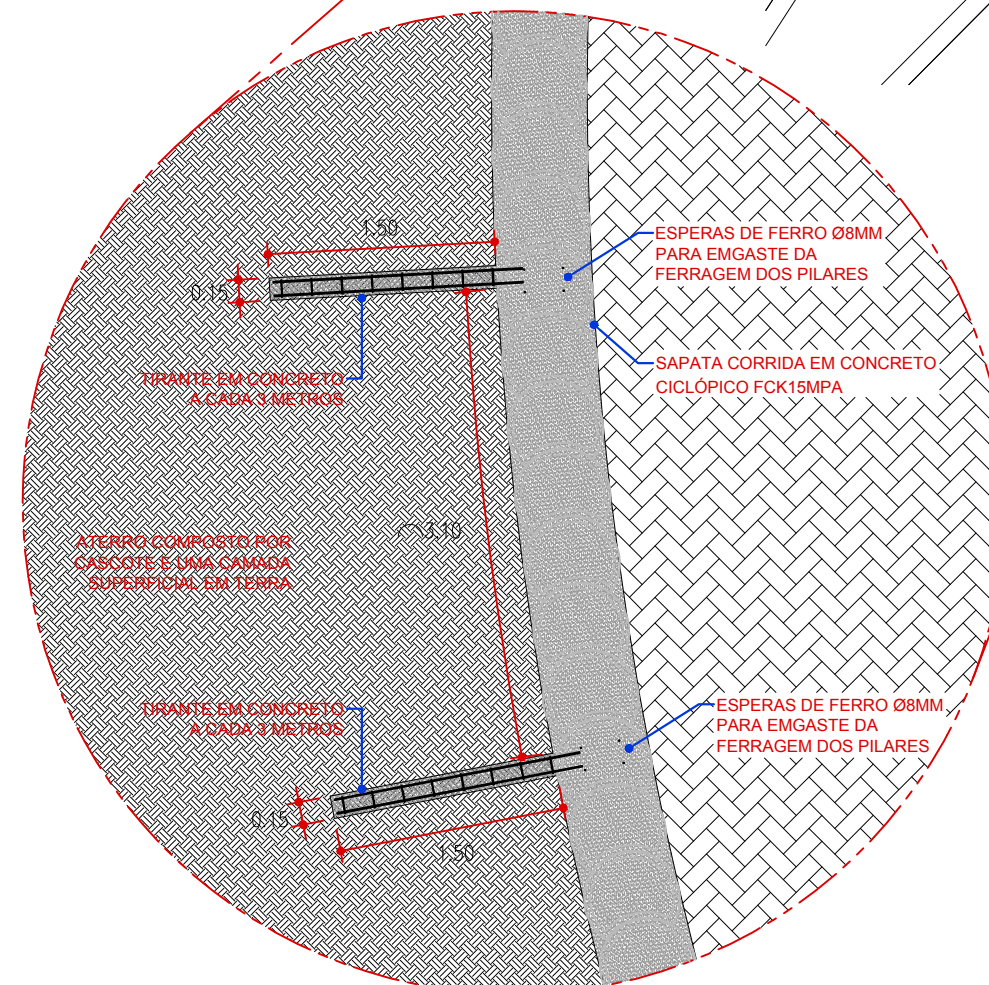 1.50
ESPERAS DE FERRO Ø8MM
PARA EMGASTE DA
FERRAGEM DOS PILARES
0.15
SAPATA CORRIDA EM CONCRETO
CICLÓPICO FCK15MPA
TIRANTE EM CONCRETO
A CADA 3 METROS
3.10
ATERRO COMPOSTO POR
CASCOTE E UMA CAMADA
SUPERFICIAL EM TERRA
TIRANTE EM CONCRETO
A CADA 3 METROS
ESPERAS DE FERRO Ø8MM
PARA EMGASTE DA
FERRAGEM DOS PILARES
0.15
1.50